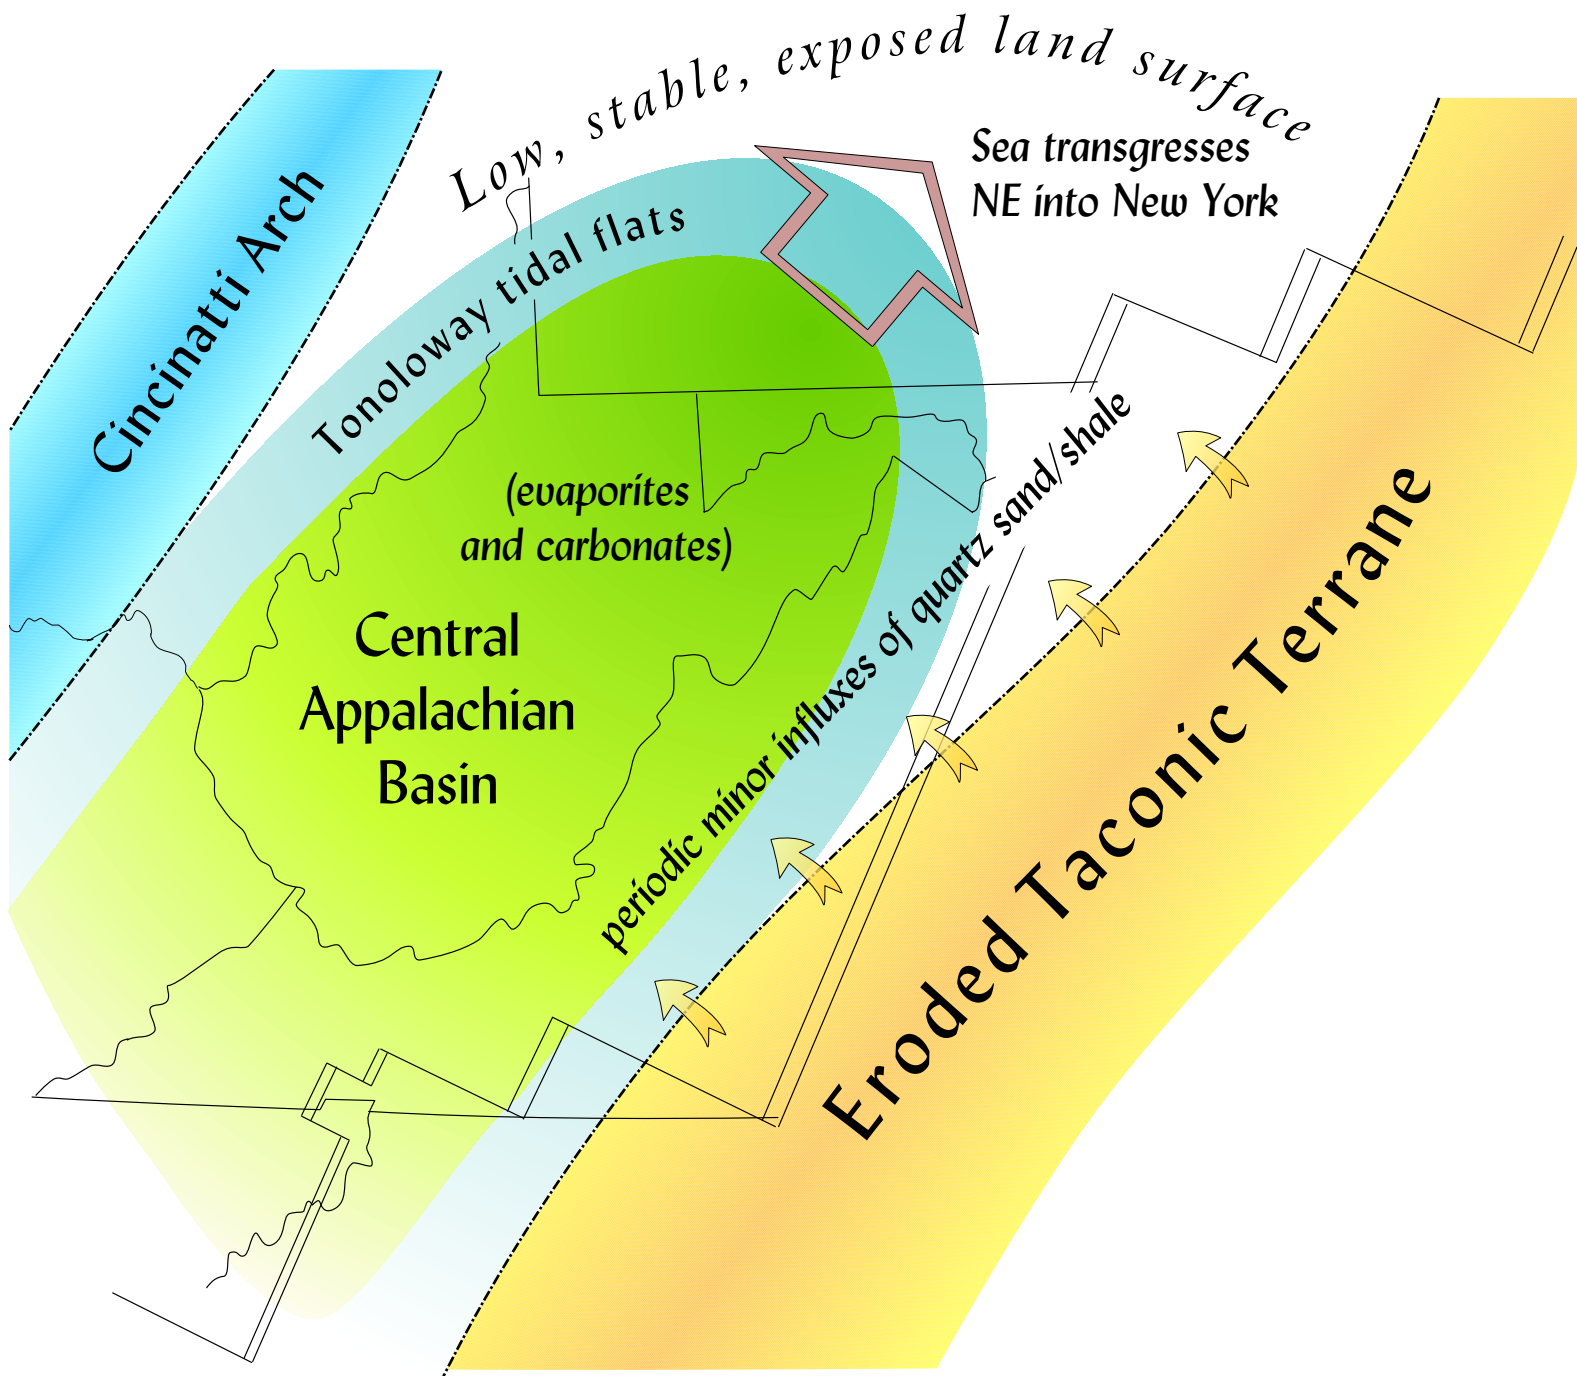 Low, stable, exposed land surface
Sea transgresses
NE into New York
Cincinatti Arch
Tonoloway tidal flats
(evaporites
and carbonates)
Central
Appalachian
Basin
periodic minor influxes of quartz sand/shale
Eroded Taconic Terrane